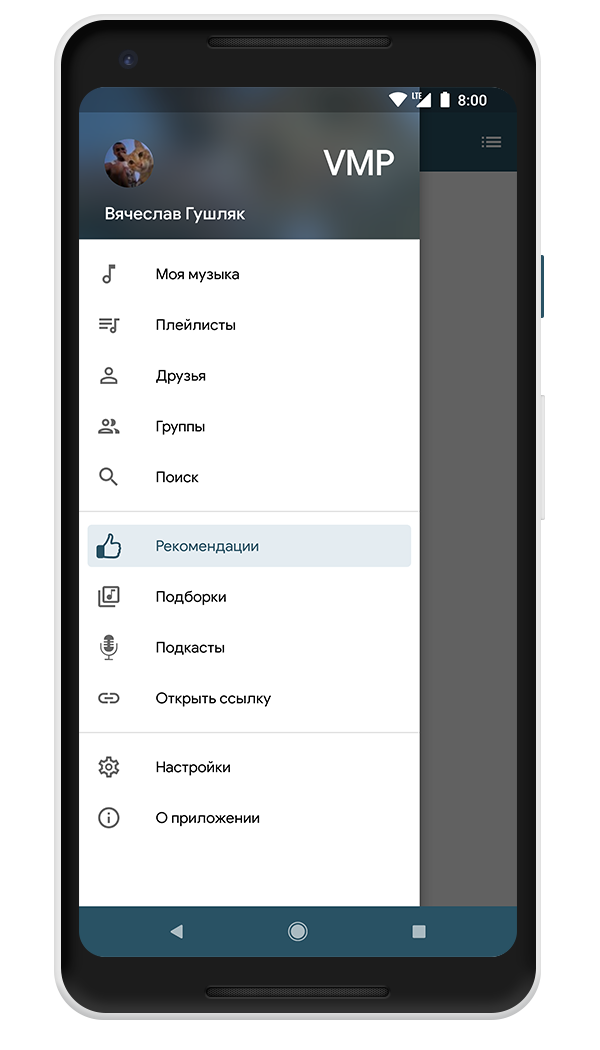 LTE 8:00
VMP
Вячеслав Гушляк
Моя музыка
Плейлисты
Друзья
Группы
Поиск
Рекомендации
Подборки
Подкасты
Открыть ссылку
Настройки
О приложении